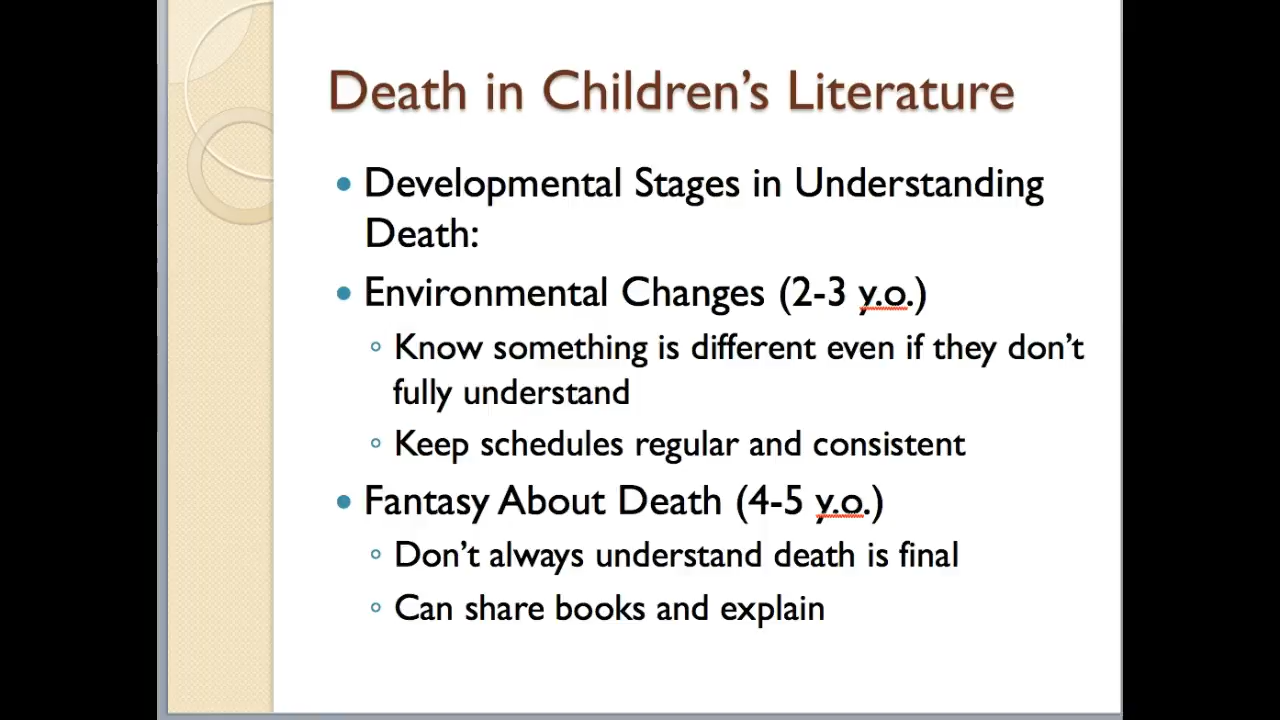 Death in Children's Literature
• Developmental Stages in Understanding
Death:
• Environmental Changes (2-3 y.o.)
◦ Know something is different even if they don't
fully understand
◦ Keep schedules regular and consistent
• Fantasy About Death (4-5 y.o.)
◦ Don't always understand death is final
◦ Can share books and explain